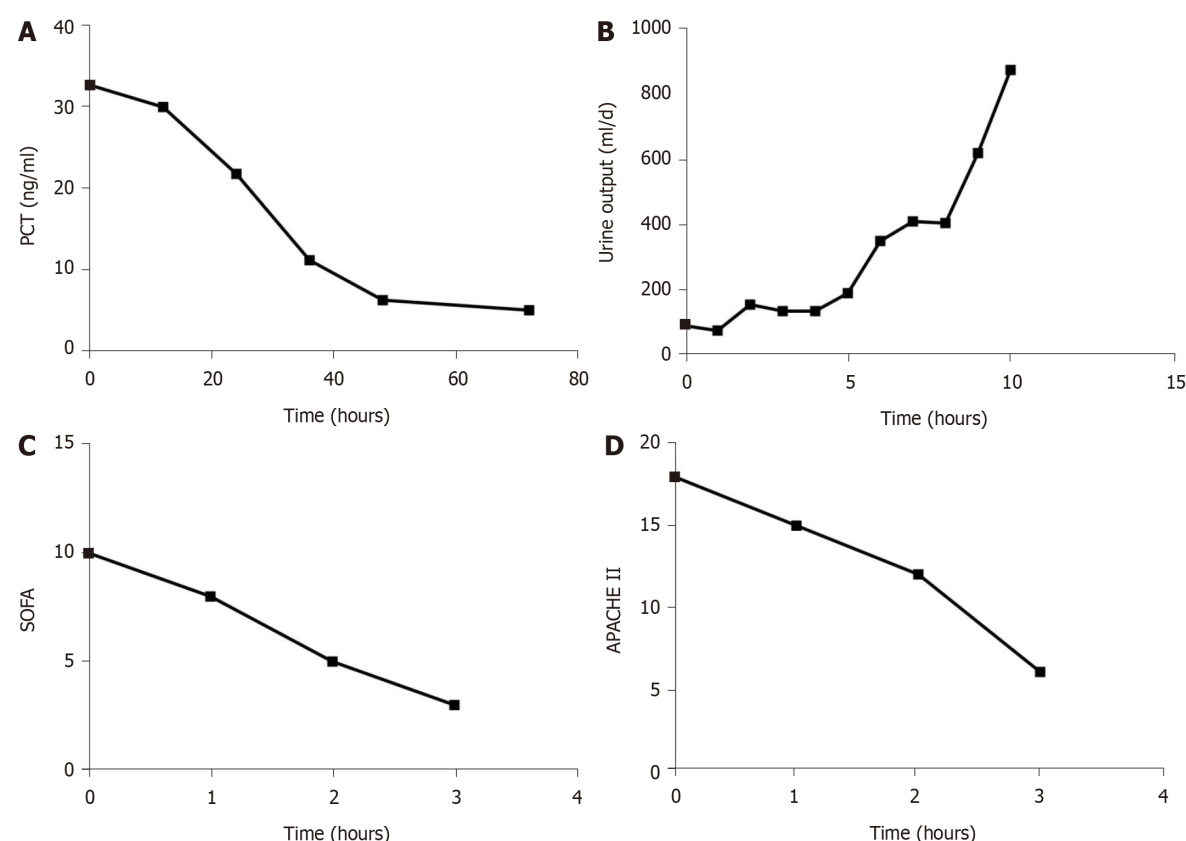 A
40
30
20
10
0
PCT (ng/ml)
0 20 40 60 80
Time (hours)
B
1000
800
600
400
200
0
Urine output (ml/d)
0 5 10 15
Time (hours)
C
15
10
5
0
SOFA
0 1 2 3 4
Time (hours)
D
20
15
10
5
0
APACHE II
0 1 2 3 4
Time (hours)